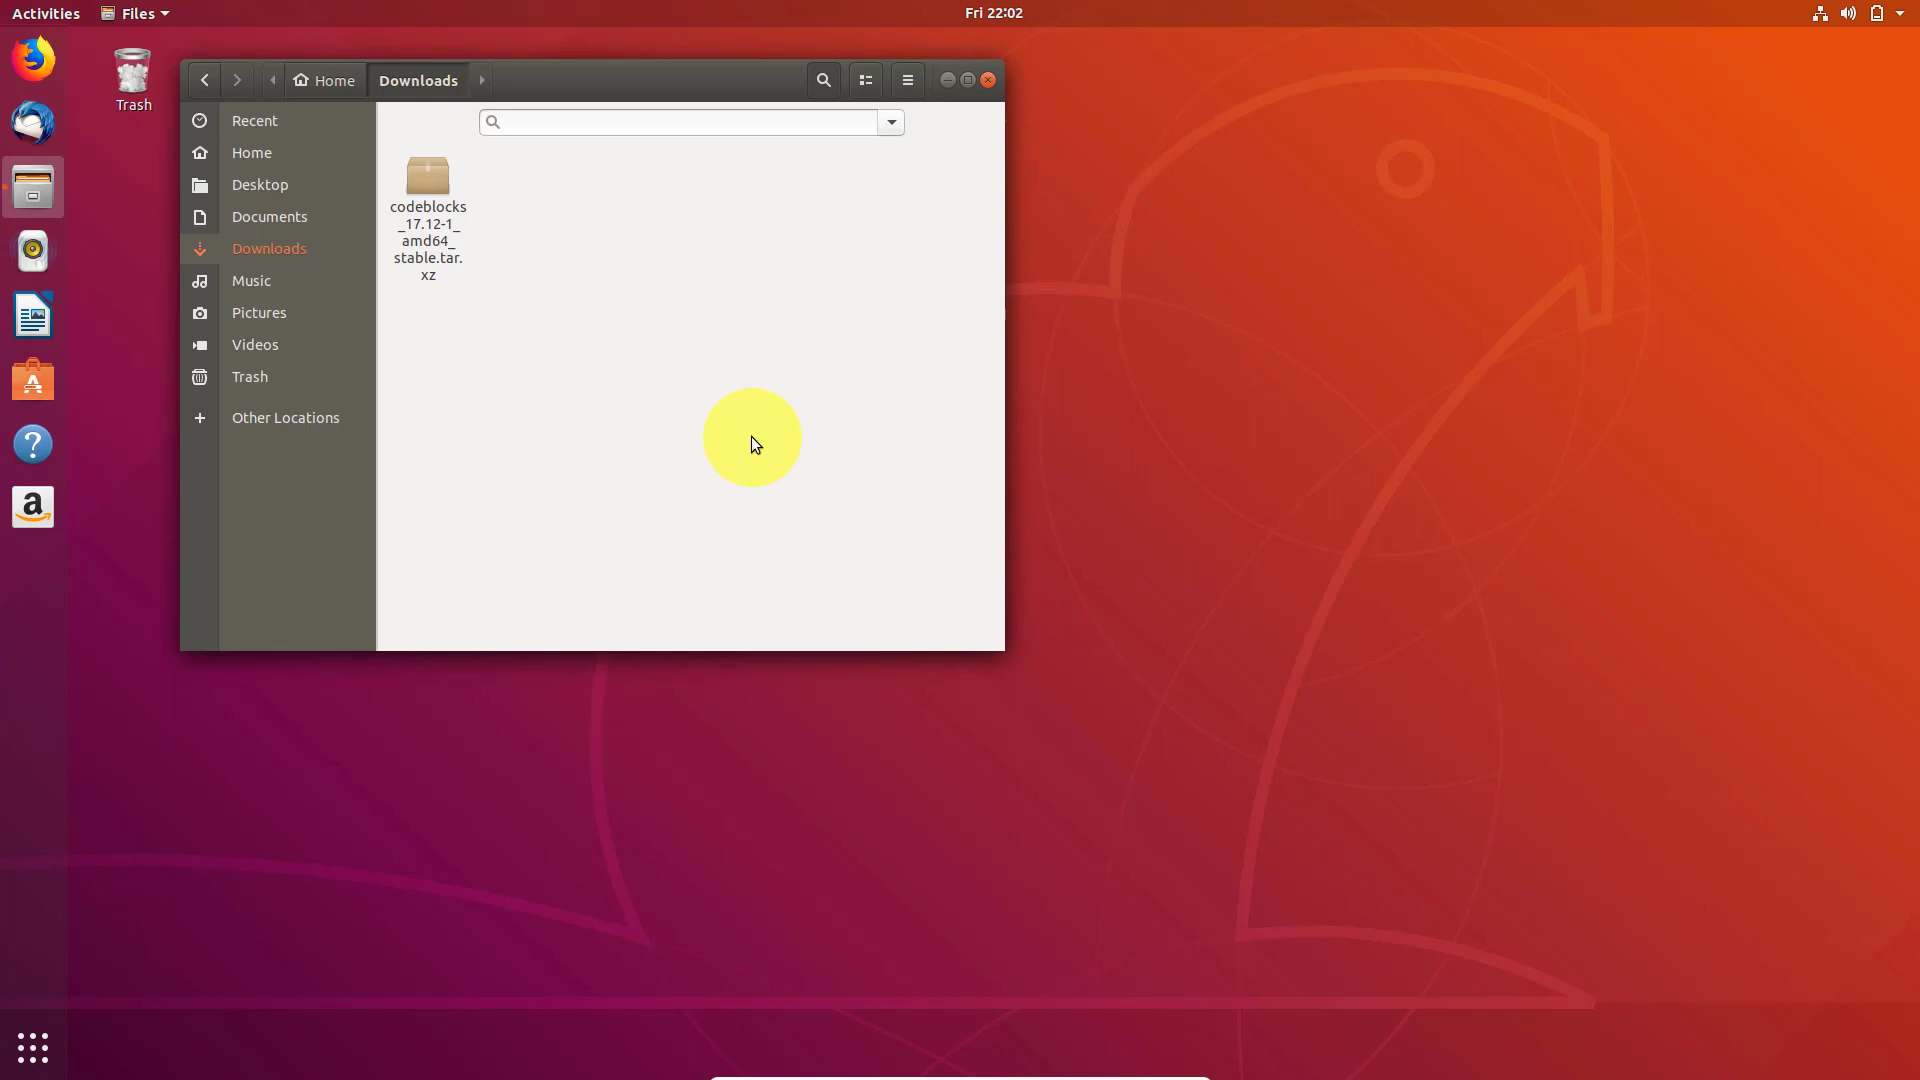 Activities
Files
Fri 22:02
Trash
Home
Downloads
Recent
Home
Desktop
Documents
Downloads
Music
Pictures
Videos
Trash
Other Locations
codeblocks
_17.12-1_
amd64_
stable.tar.
xz